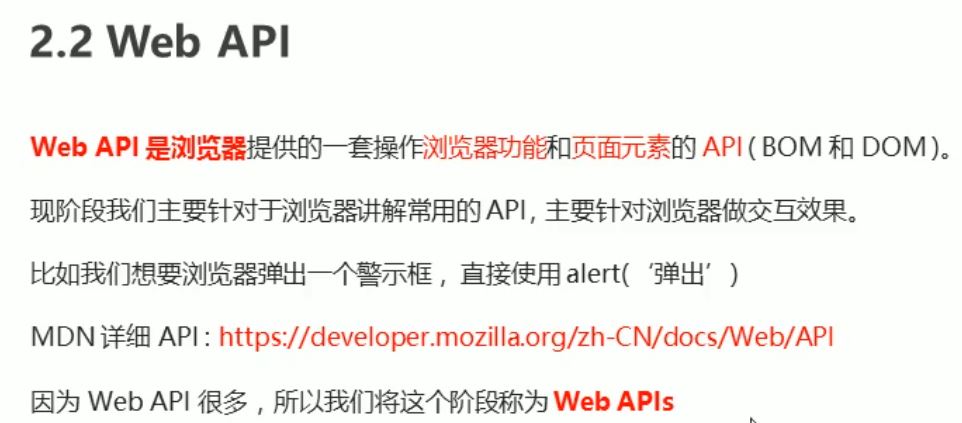 2.2 Web API
Web API 是浏览器提供的一套操作浏览器功能和页面元素的 API ( BOM 和 DOM )。
现阶段我们主要针对于浏览器讲解常用的 API , 主要针对浏览器做交互效果。
比如我们想要浏览器弹出一个警示框， 直接使用 alert(‘弹出’)
MDN 详细 API : https://developer.mozilla.org/zh-CN/docs/Web/API
因为 Web API 很多，所以我们将这个阶段称为 Web APIs